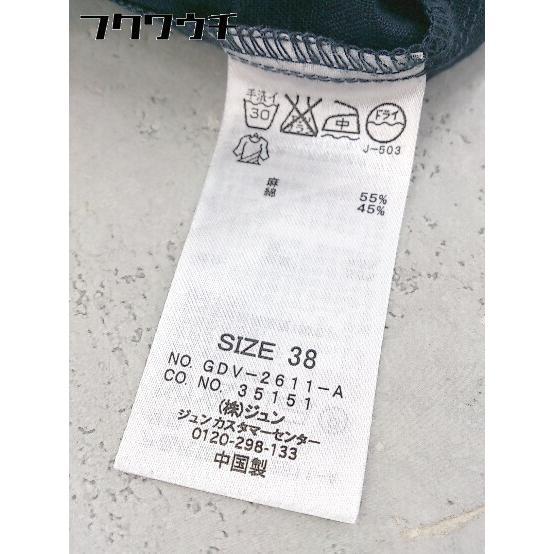 フクワウチ
手洗イ
30
中
ドライ
J-503
麻 55%
綿 45%
SIZE 38
NO. GDV-2611-A
CO. NO. 35151
(株)ジュン
ジュンカスタマーセンター
0120-298-133
中国製